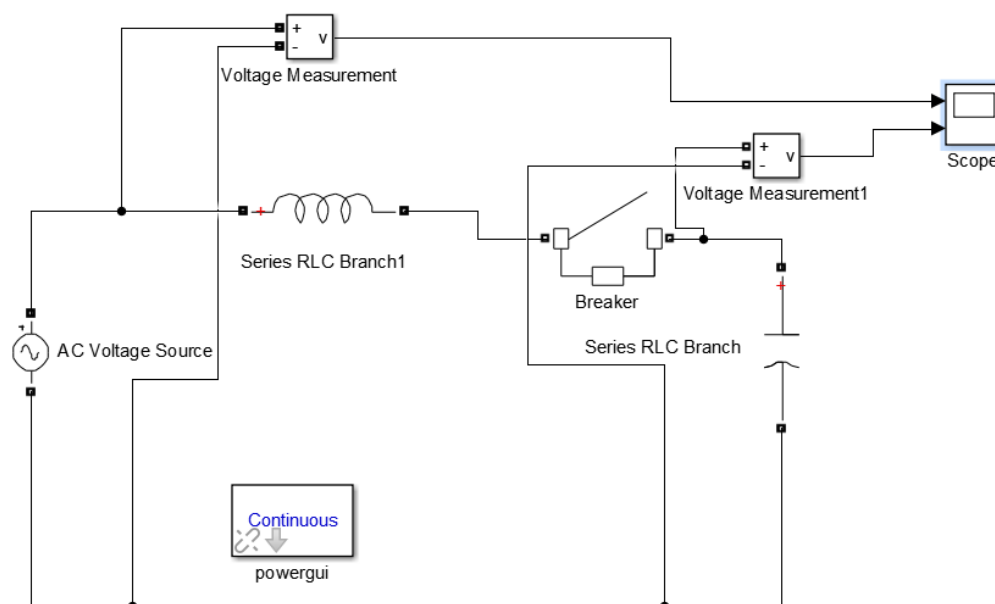 +
v
-
Voltage Measurement
+
v
-
Scope
Voltage Measurement1
+
Series RLC Branch1
Breaker
+
+
AC Voltage Source
Series RLC Branch
Continuous
powergui